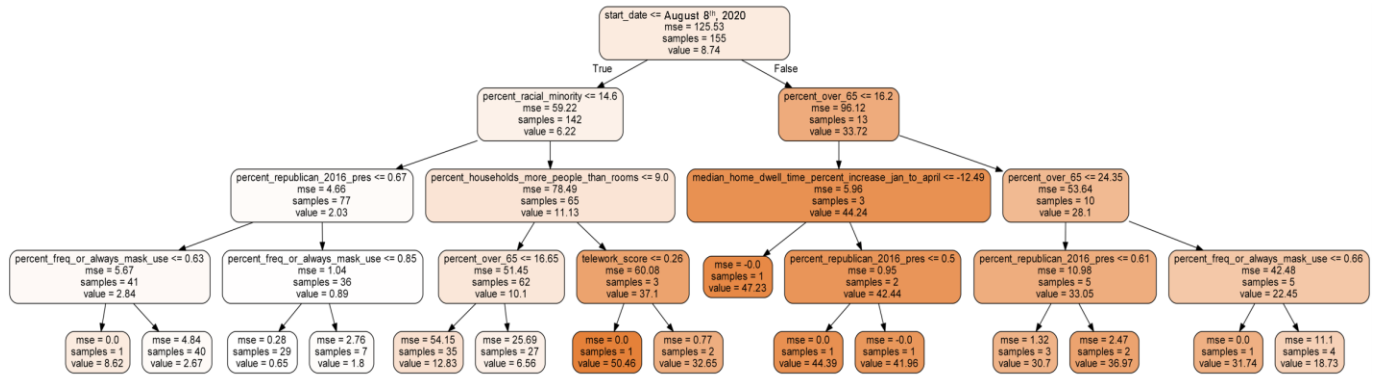 start_date <= August 8th, 2020
mse = 125.53
samples = 155
value = 8.74
True
False
percent_racial_minority <= 14.6
mse = 59.22
samples = 142
value = 6.22
percent_over_65 <= 16.2
mse = 96.12
samples = 13
value = 33.72
percent_republican_2016_pres <= 0.67
mse = 4.66
samples = 77
value = 2.03
percent_households_more_people_than_rooms <= 9.0
mse = 78.49
samples = 65
value = 11.13
median_home_dwell_time_percent_increase_jan_to_april <= -12.49
mse = 5.96
samples = 3
value = 44.24
percent_over_65 <= 24.35
mse = 53.64
samples = 10
value = 28.1
percent_freq_or_always_mask_use <= 0.63
mse = 5.67
samples = 41
value = 2.84
percent_freq_or_always_mask_use <= 0.85
mse = 1.04
samples = 36
value = 0.89
percent_over_65 <= 16.65
mse = 51.45
samples = 62
value = 10.1
telework_score <= 0.26
mse = 60.08
samples = 3
value = 37.1
mse = -0.0
samples = 1
value = 47.23
percent_republican_2016_pres <= 0.5
mse = 0.95
samples = 2
value = 42.44
percent_republican_2016_pres <= 0.61
mse = 10.98
samples = 5
value = 33.05
percent_freq_or_always_mask_use <= 0.66
mse = 42.48
samples = 5
value = 22.45
mse = 0.0
samples = 1
value = 8.62
mse = 4.84
samples = 40
value = 2.67
mse = 0.28
samples = 29
value = 0.65
mse = 2.76
samples = 7
value = 1.8
mse = 54.15
samples = 35
value = 12.83
mse = 25.69
samples = 27
value = 6.56
mse = 0.0
samples = 1
value = 50.46
mse = 0.77
samples = 2
value = 32.65
mse = 0.0
samples = 1
value = 44.39
mse = -0.0
samples = 1
value = 41.96
mse = 1.32
samples = 3
value = 30.7
mse = 2.47
samples = 2
value = 36.97
mse = 0.0
samples = 1
value = 31.74
mse = 11.1
samples = 4
value = 18.73